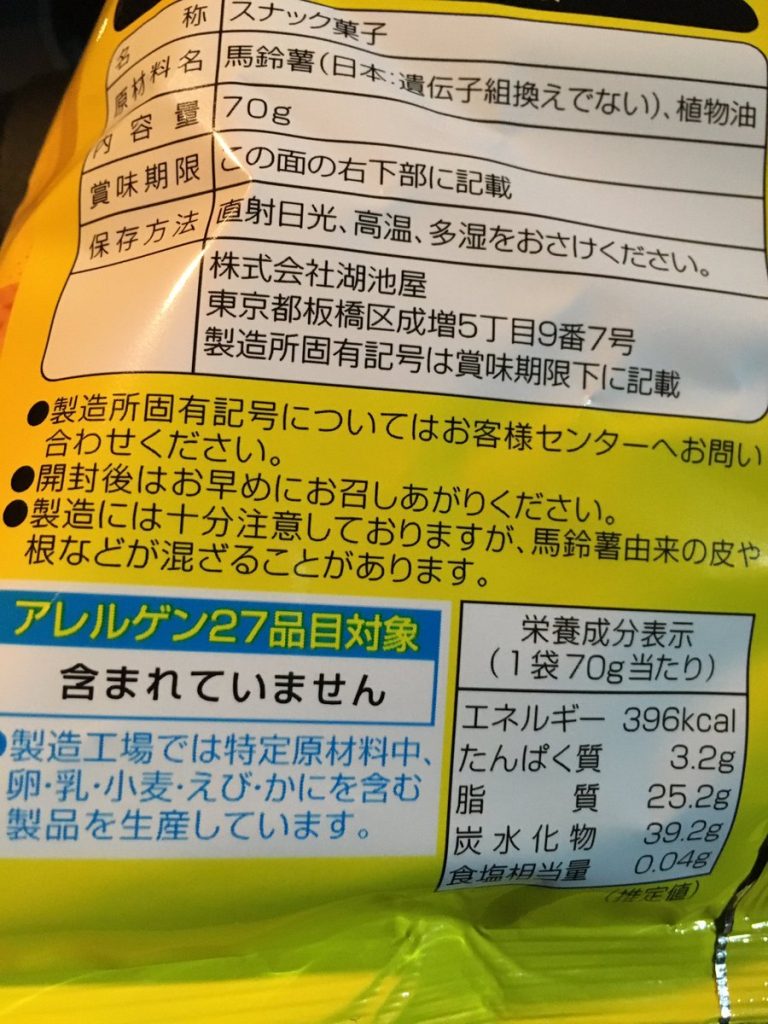 名称 スナック菓子
原材料名 馬鈴薯(日本:遺伝子組換えでない)、植物油
内容量 70g
賞味期限 この面の右下部に記載
保存方法 直射日光、高温、多湿をおさけください。
株式会社湖池屋
東京都板橋区成増5丁目9番7号
製造所固有記号は賞味期限下に記載
●製造所固有記号についてはお客様センターへお問い
合わせください。
●開封後はお早めにお召しあがりください。
●製造には十分注意しておりますが、馬鈴薯由来の皮や
根などが混ざることがあります。
アレルゲン27品目対象
含まれていません
●製造工場では特定原材料中、
卵・乳・小麦・えび・かにを含む
製品を生産しています。
栄養成分表示
(1袋70g当たり)
エネルギー 396kcal
たんぱく質 3.2g
脂質 25.2g
炭水化物 39.2g
食塩相当量 0.04g
(推定値)